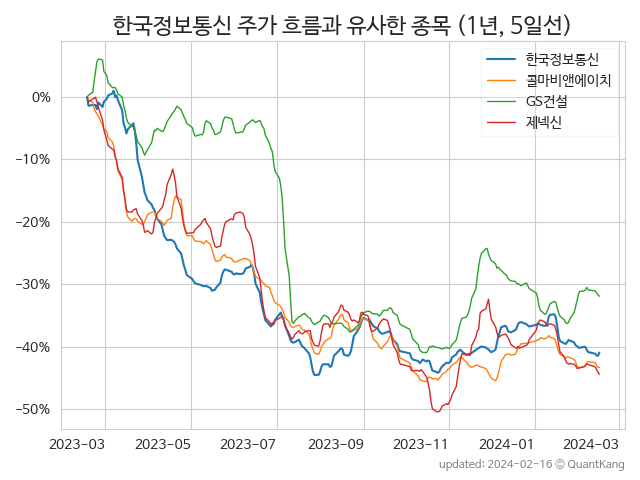 한국정보통신 주가 흐름과 유사한 종목 (1년, 5일선)
한국정보통신
콜마비앤에이치
GS건설
제넥신
0%
−10%
−20%
−30%
−40%
−50%
2023-03 2023-05 2023-07 2023-09 2023-11 2024-01 2024-03
updated: 2024-02-16 © QuantKang